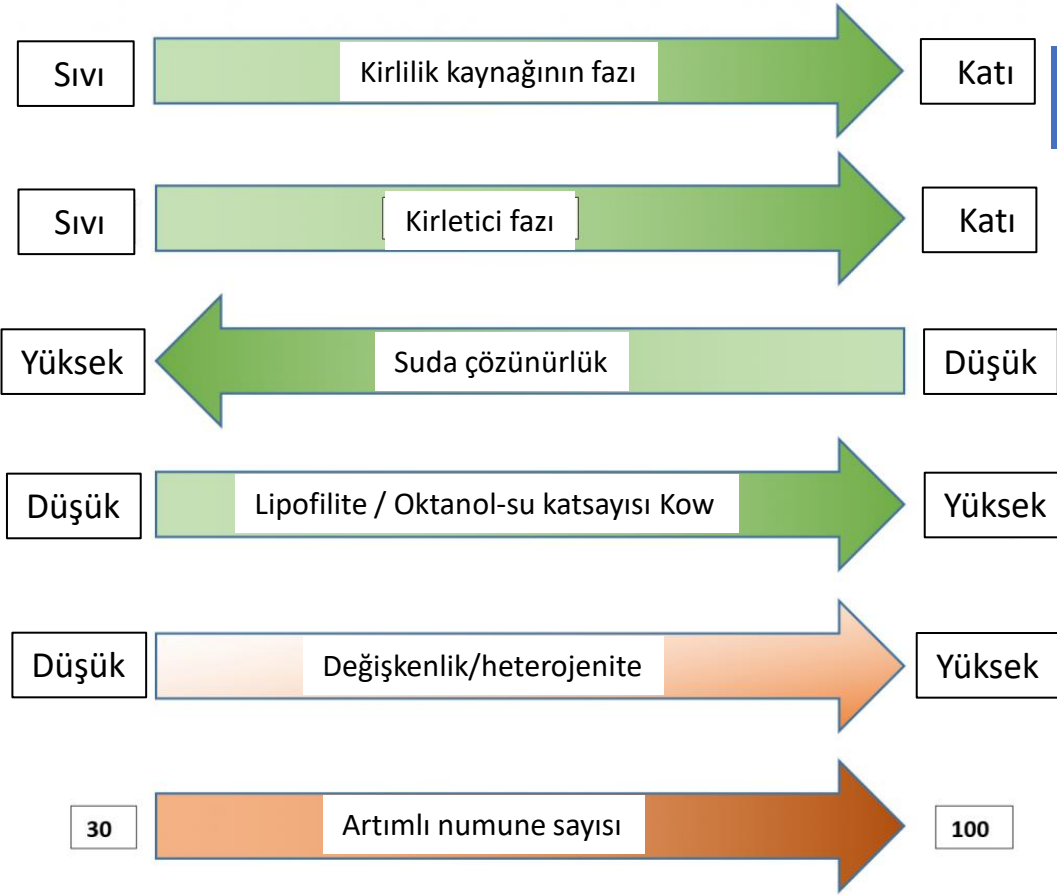 Sıvı Kirlilik kaynağının fazı Katı
Sıvı Kirletici fazı Katı
Yüksek Suda çözünürlük Düşük
Düşük Lipofilite / Oktanol-su katsayısı Kow Yüksek
Düşük Değişkenlik/heterojenite Yüksek
30 Artımlı numune sayısı 100